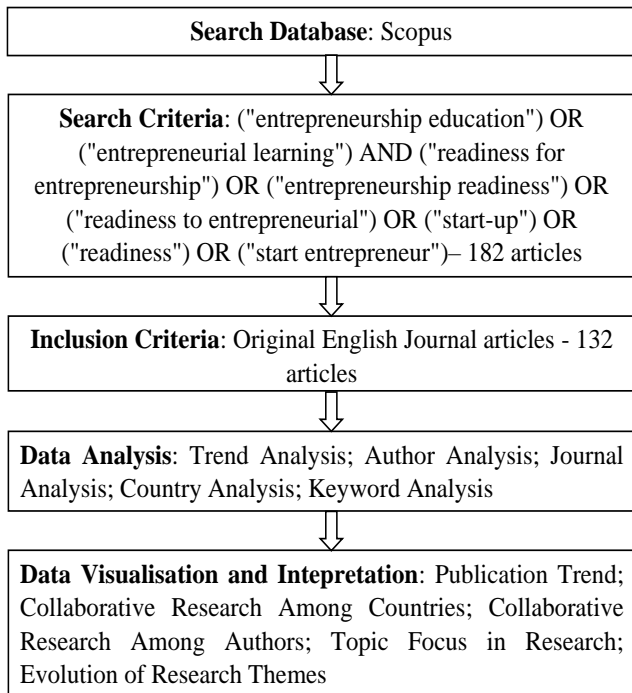 Search Database: Scopus
Search Criteria: ("entrepreneurship education") OR
("entrepreneurial learning") AND ("readiness for
entrepreneurship") OR ("entrepreneurship readiness") OR
("readiness to entrepreneurial") OR ("start-up") OR
("readiness") OR ("start entrepreneur")– 182 articles
Inclusion Criteria: Original English Journal articles - 132
articles
Data Analysis: Trend Analysis; Author Analysis; Journal
Analysis; Country Analysis; Keyword Analysis
Data Visualisation and Intepretation: Publication Trend;
Collaborative Research Among Countries; Collaborative
Research Among Authors; Topic Focus in Research;
Evolution of Research Themes